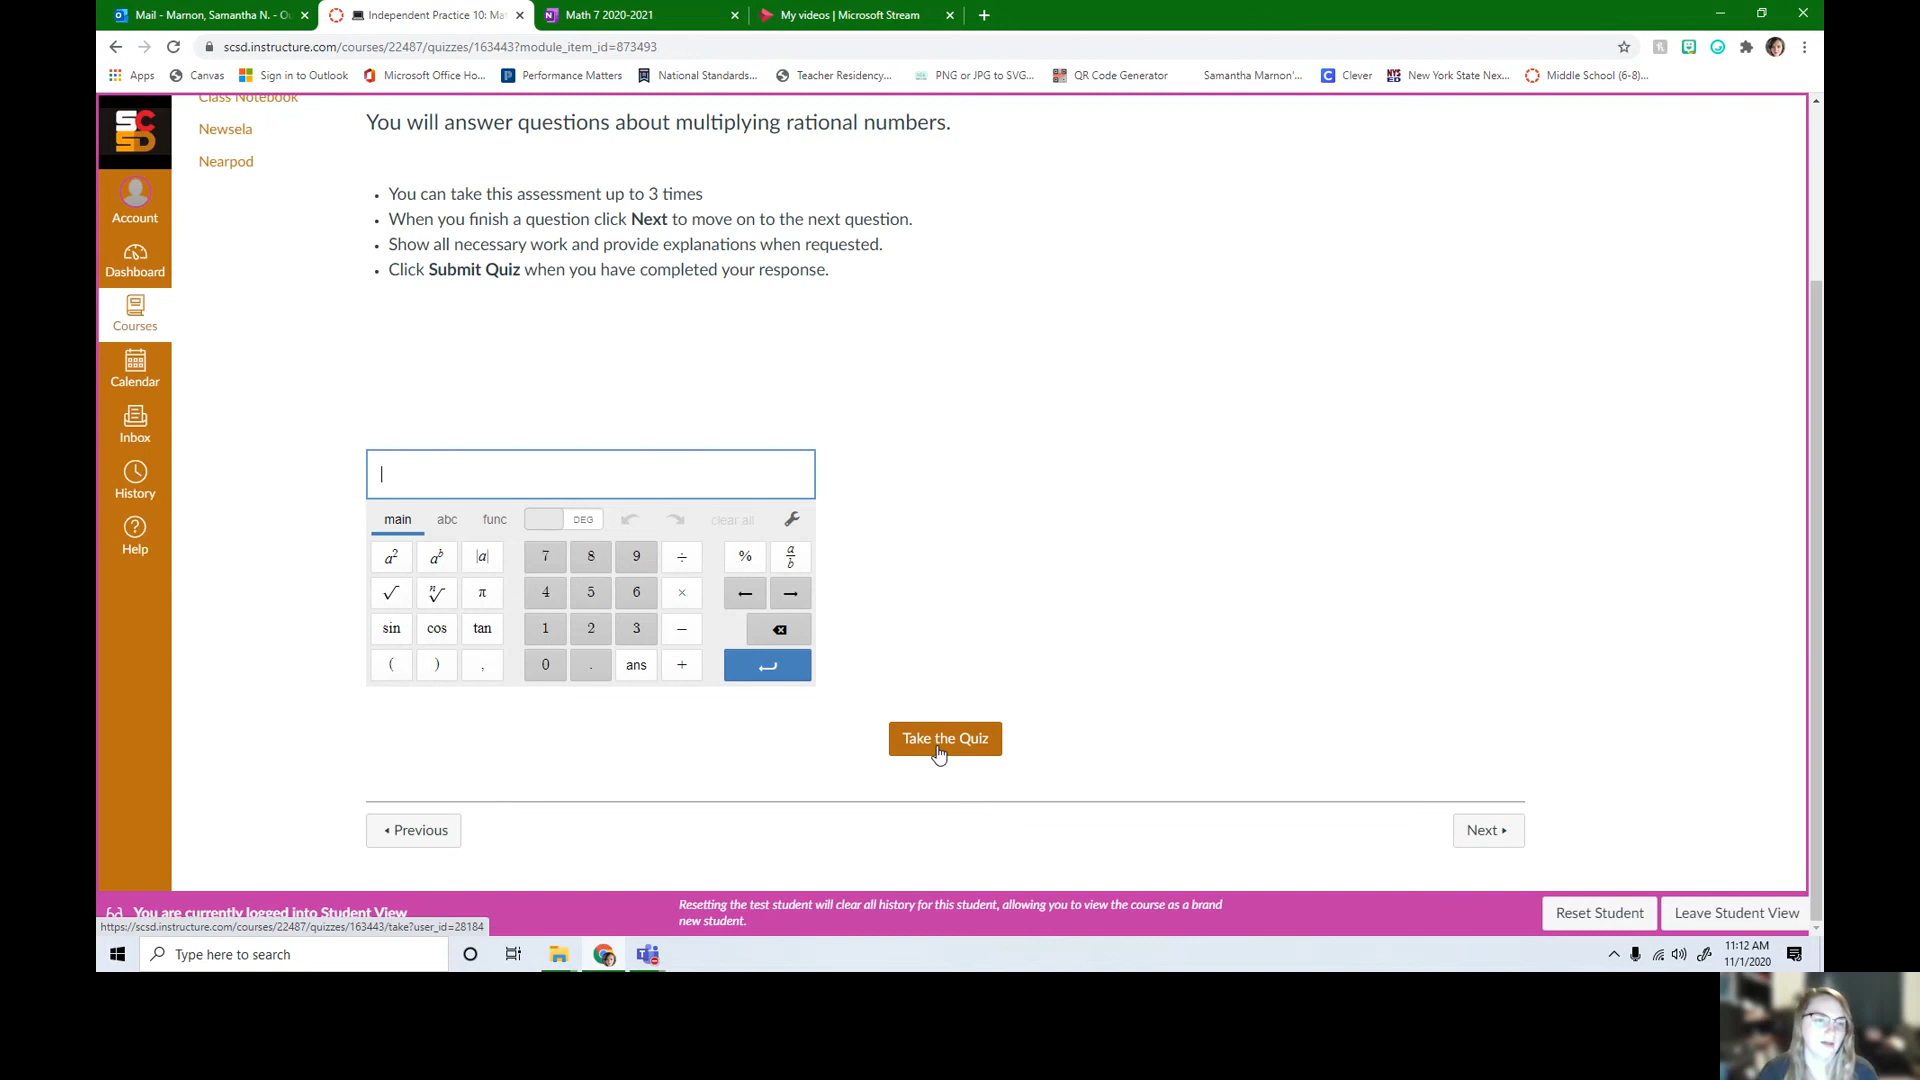 Mail - Marnon, Samantha N. - Ou
Independent Practice 10: Mat
Math 7 2020-2021
My videos | Microsoft Stream
scsd.instructure.com/courses/22487/quizzes/163443?module_item_id=873493
Apps
Canvas
Sign in to Outlook
Microsoft Office Ho...
Performance Matters
National Standards...
Teacher Residency,...
PNG or JPG to SVG...
QR Code Generator
Samantha Marnon'...
Clever
New York State Nex...
Middle School (6-8)...
SC
SD
Account
Dashboard
Courses
Calendar
Inbox
History
Help
Class Notebook
Newsela
Nearpod
You will answer questions about multiplying rational numbers.
• You can take this assessment up to 3 times
• When you finish a question click Next to move on to the next question.
• Show all necessary work and provide explanations when requested.
• Click Submit Quiz when you have completed your response.
main abc func DEG clear all
a² aᵇ |a| 7 8 9 ÷ % a/b
√ ⁿ√ π 4 5 6 × ← →
sin cos tan 1 2 3 −
( ) , 0 . ans +
Take the Quiz
Previous
Next
You are currently logged into Student View
Resetting the test student will clear all history for this student, allowing you to view the course as a brand
new student.
Reset Student
Leave Student View
https://scsd.instructure.com/courses/22487/quizzes/163443/take?user_id=28184
Type here to search
11:12 AM
11/1/2020